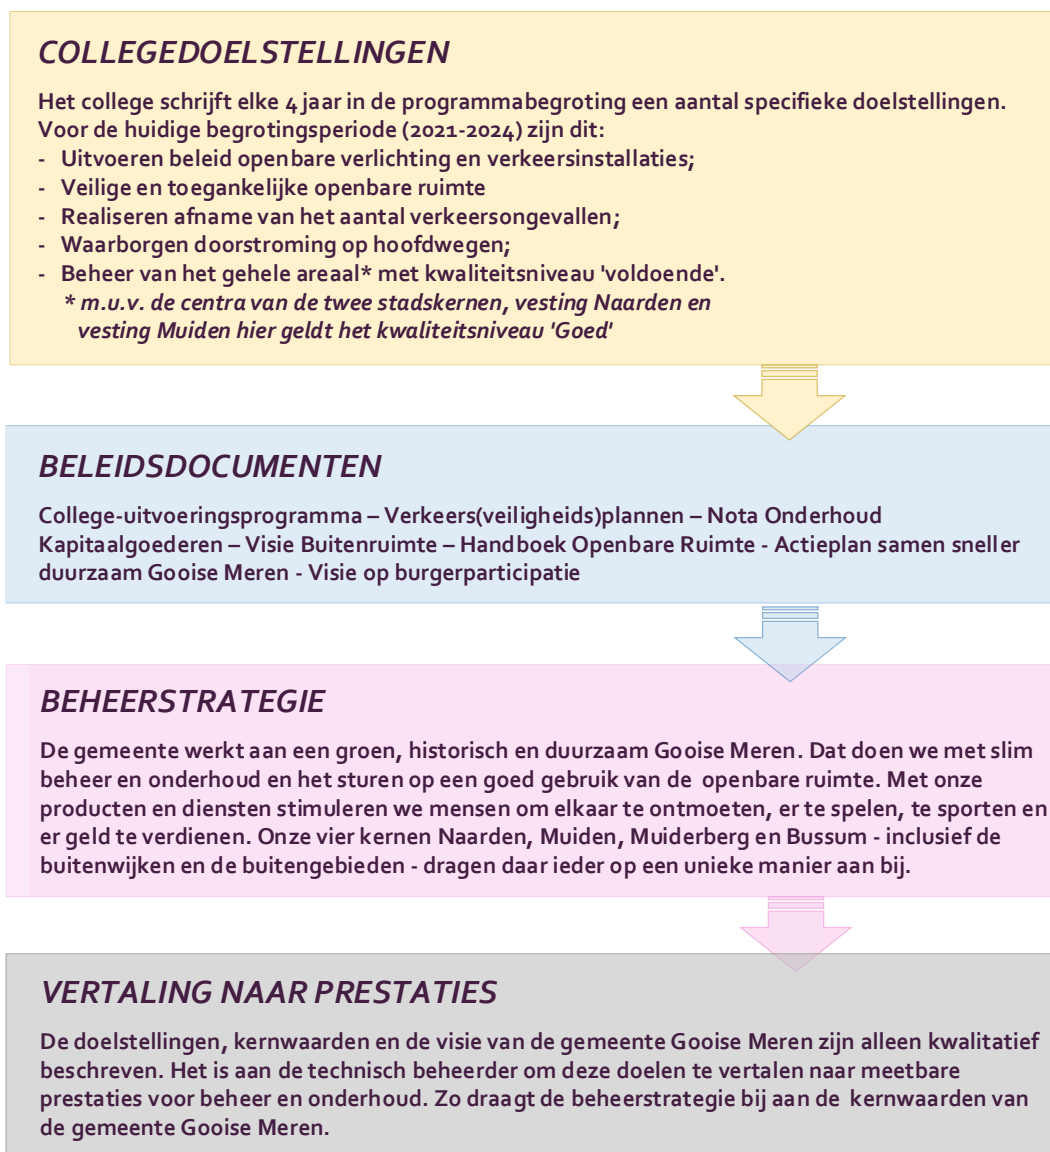 COLLEGEDOELSTELLINGEN
Het college schrijft elke 4 jaar in de programmabegroting een aantal specifieke doelstellingen.
Voor de huidige begrotingsperiode (2021-2024) zijn dit:
- Uitvoeren beleid openbare verlichting en verkeersinstallaties;
- Veilige en toegankelijke openbare ruimte
- Realiseren afname van het aantal verkeersongevallen;
- Waarborgen doorstroming op hoofdwegen;
- Beheer van het gehele areaal* met kwaliteitsniveau 'voldoende'.
* m.u.v. de centra van de twee stadskernen, vesting Naarden en
vesting Muiden hier geldt het kwaliteitsniveau 'Goed'
BELEIDSDOCUMENTEN
College-uitvoeringsprogramma – Verkeers(veiligheids)plannen – Nota Onderhoud
Kapitaalgoederen – Visie Buitenruimte – Handboek Openbare Ruimte - Actieplan samen sneller
duurzaam Gooise Meren - Visie op burgerparticipatie
BEHEERSTRATEGIE
De gemeente werkt aan een groen, historisch en duurzaam Gooise Meren. Dat doen we met slim
beheer en onderhoud en het sturen op een goed gebruik van de openbare ruimte. Met onze
producten en diensten stimuleren we mensen om elkaar te ontmoeten, er te spelen, te sporten en
er geld te verdienen. Onze vier kernen Naarden, Muiden, Muiderberg en Bussum - inclusief de
buitenwijken en de buitengebieden - dragen daar ieder op een unieke manier aan bij.
VERTALING NAAR PRESTATIES
De doelstellingen, kernwaarden en de visie van de gemeente Gooise Meren zijn alleen kwalitatief
beschreven. Het is aan de technisch beheerder om deze doelen te vertalen naar meetbare
prestaties voor beheer en onderhoud. Zo draagt de beheerstrategie bij aan de kernwaarden van
de gemeente Gooise Meren.